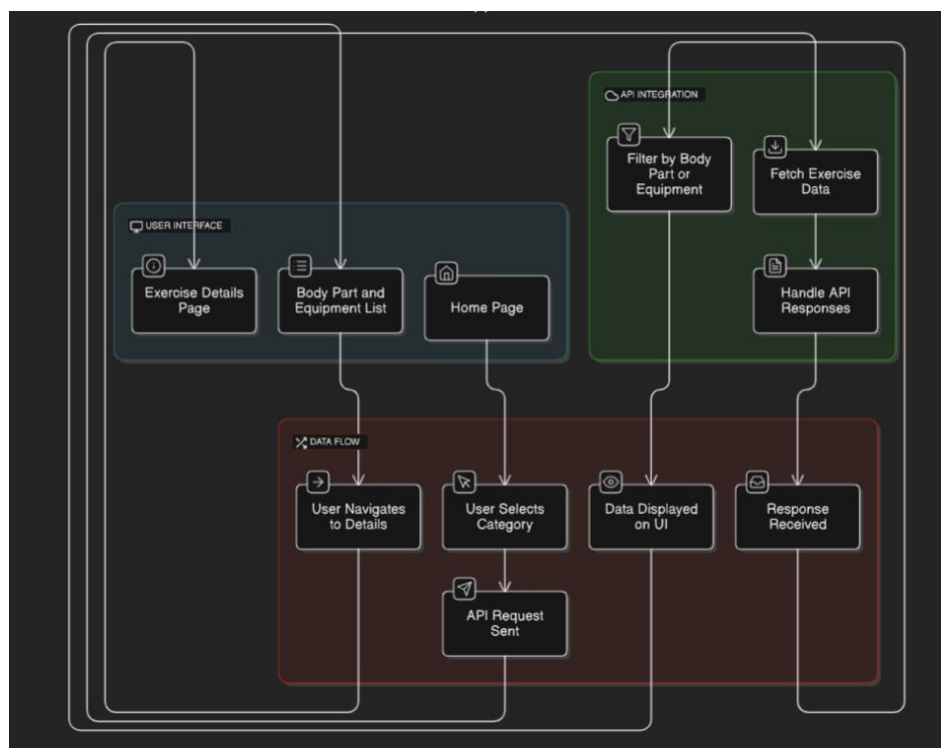 API INTEGRATION
Filter by Body
Part or
Equipment
Fetch Exercise
Data
USER INTERFACE
Exercise Details
Page
Body Part and
Equipment List
Home Page
Handle API
Responses
DATA FLOW
User Navigates
to Details
User Selects
Category
Data Displayed
on UI
Response
Received
API Request
Sent